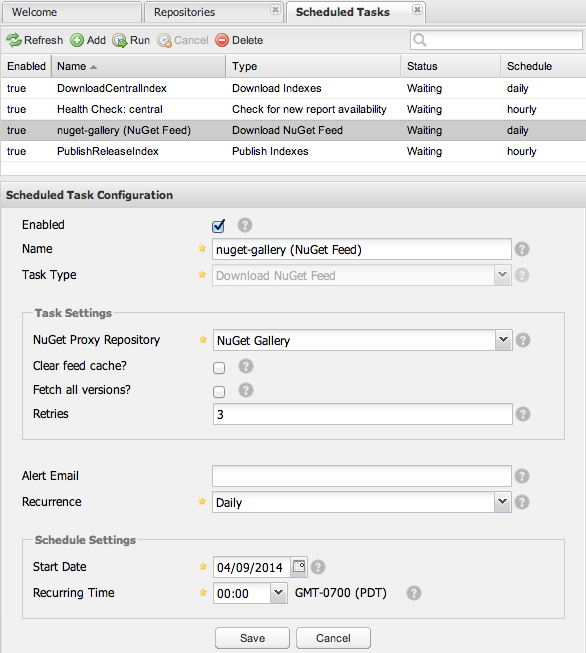 Welcome Repositories Scheduled Tasks
Refresh Add Run Cancel Delete
Enabled Name Type Status Schedule
true DownloadCentralIndex Download Indexes Waiting daily
true Health Check: central Check for new report availability Waiting hourly
true nuget-gallery (NuGet Feed) Download NuGet Feed Waiting daily
true PublishReleaseIndex Publish Indexes Waiting hourly
Scheduled Task Configuration
Enabled ?
Name nuget-gallery (NuGet Feed) ?
Task Type Download NuGet Feed ?
Task Settings
NuGet Proxy Repository NuGet Gallery ?
Clear feed cache? ?
Fetch all versions? ?
Retries 3 ?
Alert Email ?
Recurrence Daily ?
Schedule Settings
Start Date 04/09/2014 ?
Recurring Time 00:00 GMT-0700 (PDT) ?
Save Cancel